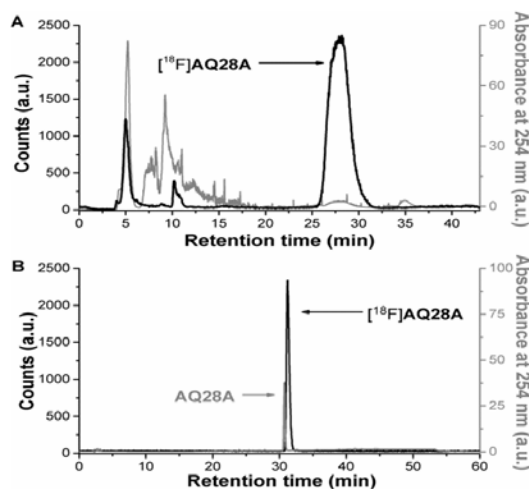 A
2500
2000
1500
1000
500
0
Counts (a.u.)
[¹⁸F]AQ28A
90
60
30
0
Absorbance at 254 nm (a.u.)
0 5 10 15 20 25 30 35 40
Retention time (min)
B
2500
2000
1500
1000
500
0
Counts (a.u.)
[¹⁸F]AQ28A
AQ28A
100
75
50
25
0
Absorbance at 254 nm (a.u.)
0 10 20 30 40 50 60
Retention time (min)